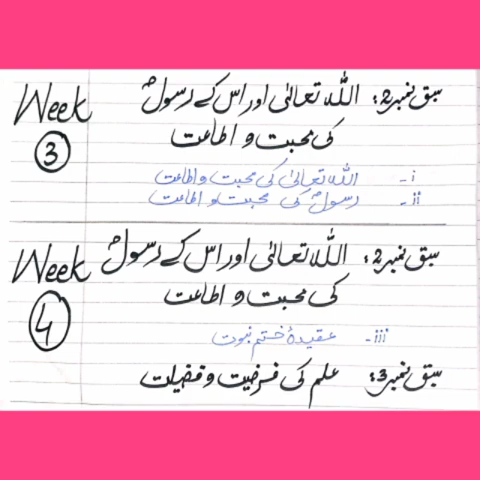 Week
3
سبق نمبر2: اللہ تعالیٰ اور اس کے رسولؐ
کی محبت و اطاعت
i- اللہ تعالیٰ کی محبت و اطاعت
ii- رسولؐ کی محبت و اطاعت
Week
4
سبق نمبر2: اللہ تعالیٰ اور اس کے رسولؐ
کی محبت و اطاعت
iii- عقیدۂ ختم نبوت
سبق نمبر3: علم کی فرضیت و فضیلت